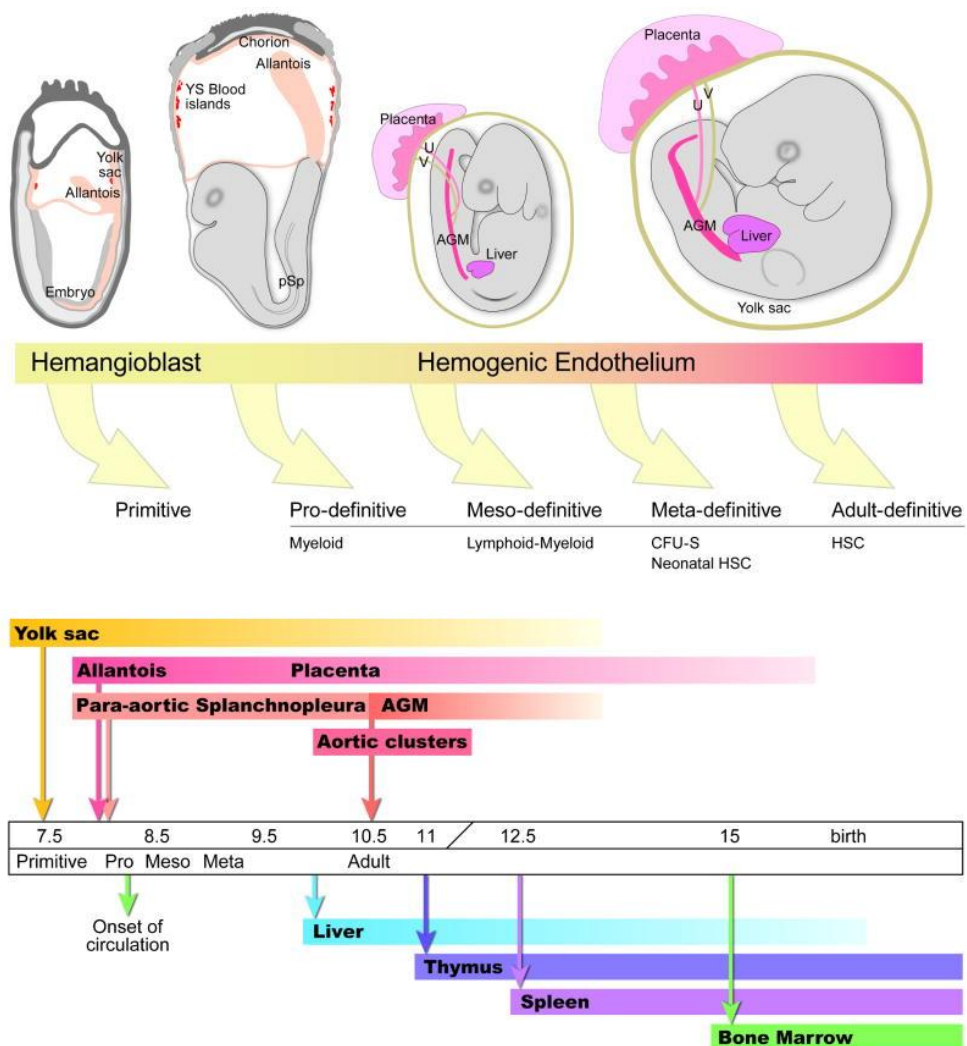 Chorion
Allantois
YS Blood
islands
Yolk
sac
Allantois
Embryo
pSp
Placenta
U
V
AGM
Liver
Placenta
V
U
AGM
Liver
Yolk sac
Hemangioblast
Hemogenic Endothelium
Primitive
Pro-definitive
Meso-definitive
Meta-definitive
Adult-definitive
Myeloid
Lymphoid-Myeloid
CFU-S
Neonatal HSC
HSC
Yolk sac
Allantois
Placenta
Para-aortic Splanchnopleura
AGM
Aortic clusters
7.5 8.5 9.5 10.5 11 12.5 15 birth
Primitive Pro Meso Meta Adult
Onset of
circulation
Liver
Thymus
Spleen
Bone Marrow